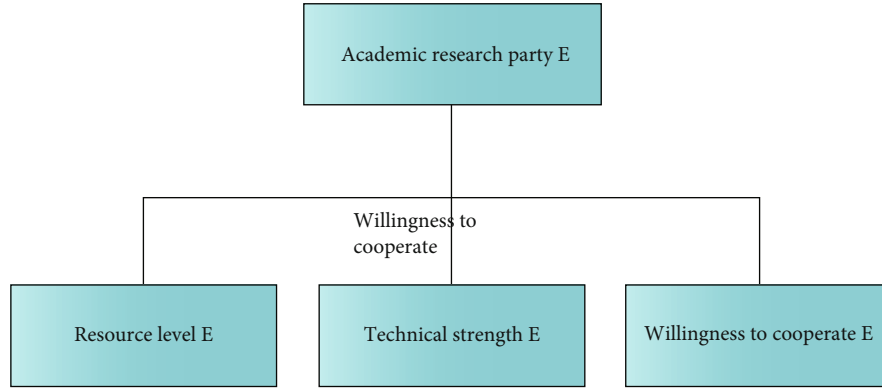 Academic research party E
Willingness to
cooperate
Resource level E
Technical strength E
Willingness to cooperate E